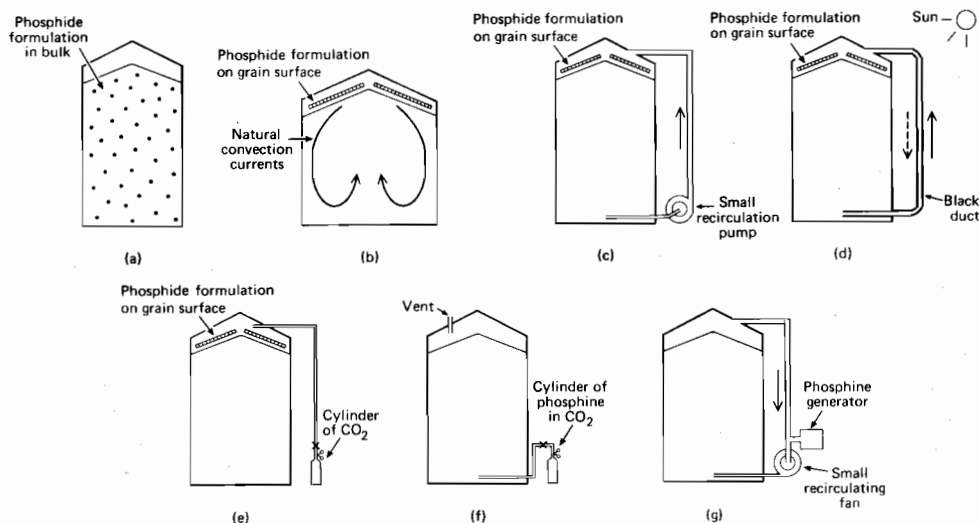 Phosphide
formulation
in bulk
(a)
Phosphide formulation
on grain surface
Natural
convection
currents
(b)
Phosphide
formulation
on grain surface
Small
recirculation
pump
(c)
Phosphide
formulation
on grain surface
Sun
Black
duct
(d)
Phosphide formulation
on grain surface
Cylinder
of CO₂
(e)
Vent
Cylinder of
phosphine
in CO₂
(f)
Phosphine
generator
Small
recirculating
fan
(g)